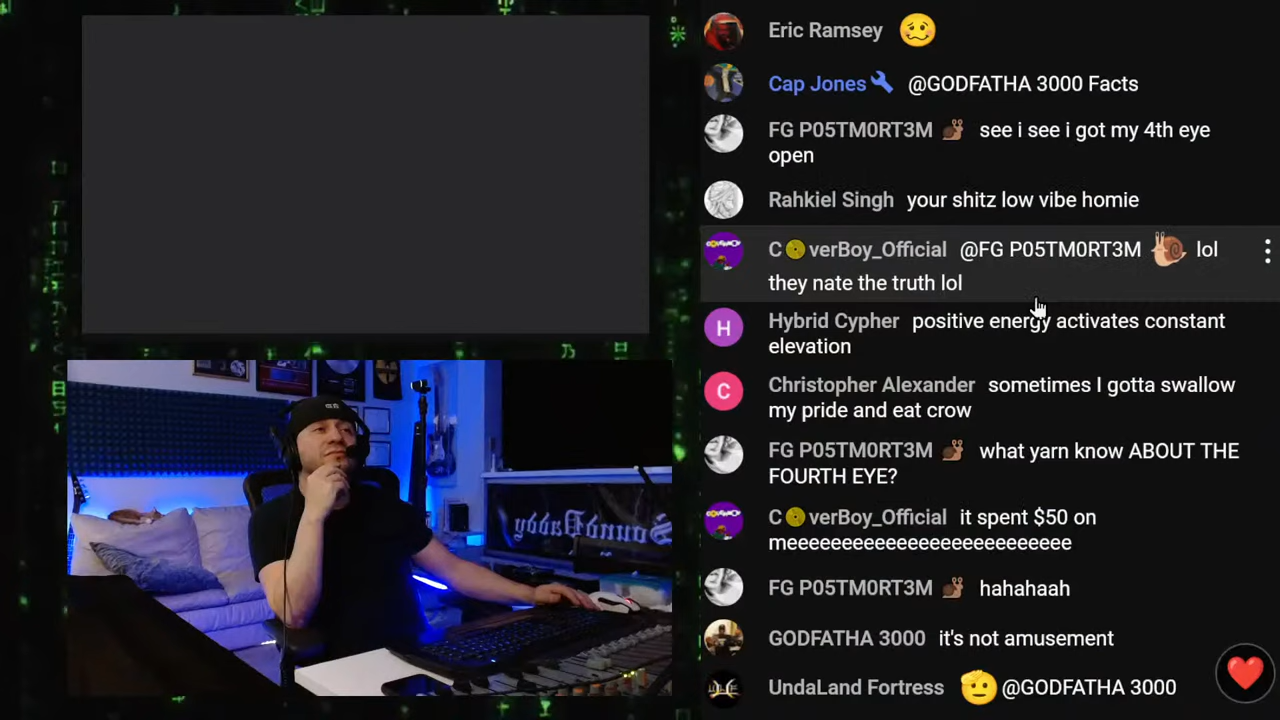 Eric Ramsey 🥴
Cap Jones🔧 @GODFATHA 3000 Facts
FG P05TM0RT3M 🐌 see i see i got my 4th eye
open
Rahkiel Singh your shitz low vibe homie
C verBoy_Official @FG P05TM0RT3M 🐌 lol
they nate the truth lol
Hybrid Cypher positive energy activates constant
H
elevation
Christopher Alexander sometimes I gotta swallow
C
my pride and eat crow
FG P05TM0RT3M 🐌 what yarn know ABOUT THE
FOURTH EYE?
C verBoy_Official it spent $50 on
meeeeeeeeeeeeeeeeeeeeeeeeee
FG P05TM0RT3M 🐌 hahahaah
GODFATHA 3000 it's not amusement
UndaLand Fortress 🫡 @GODFATHA 3000
SoundDaddy